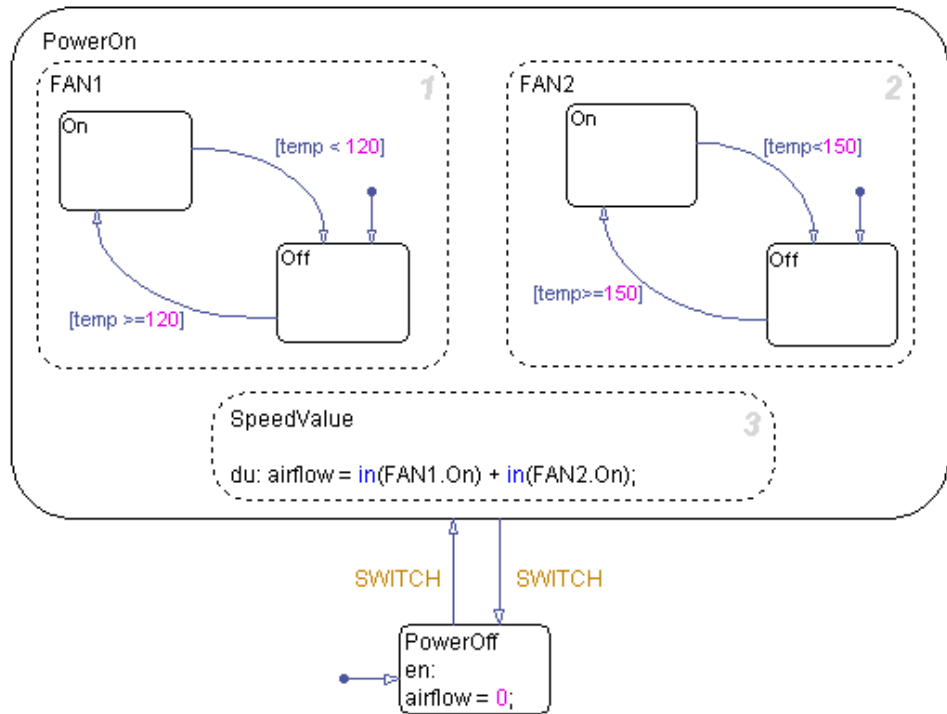 PowerOn
FAN1
1
On
[temp < 120]
Off
[temp >=120]
FAN2
2
On
[temp<150]
Off
[temp>=150]
SpeedValue
3
du: airflow = in(FAN1.On) + in(FAN2.On);
SWITCH
SWITCH
PowerOff
en:
airflow = 0;